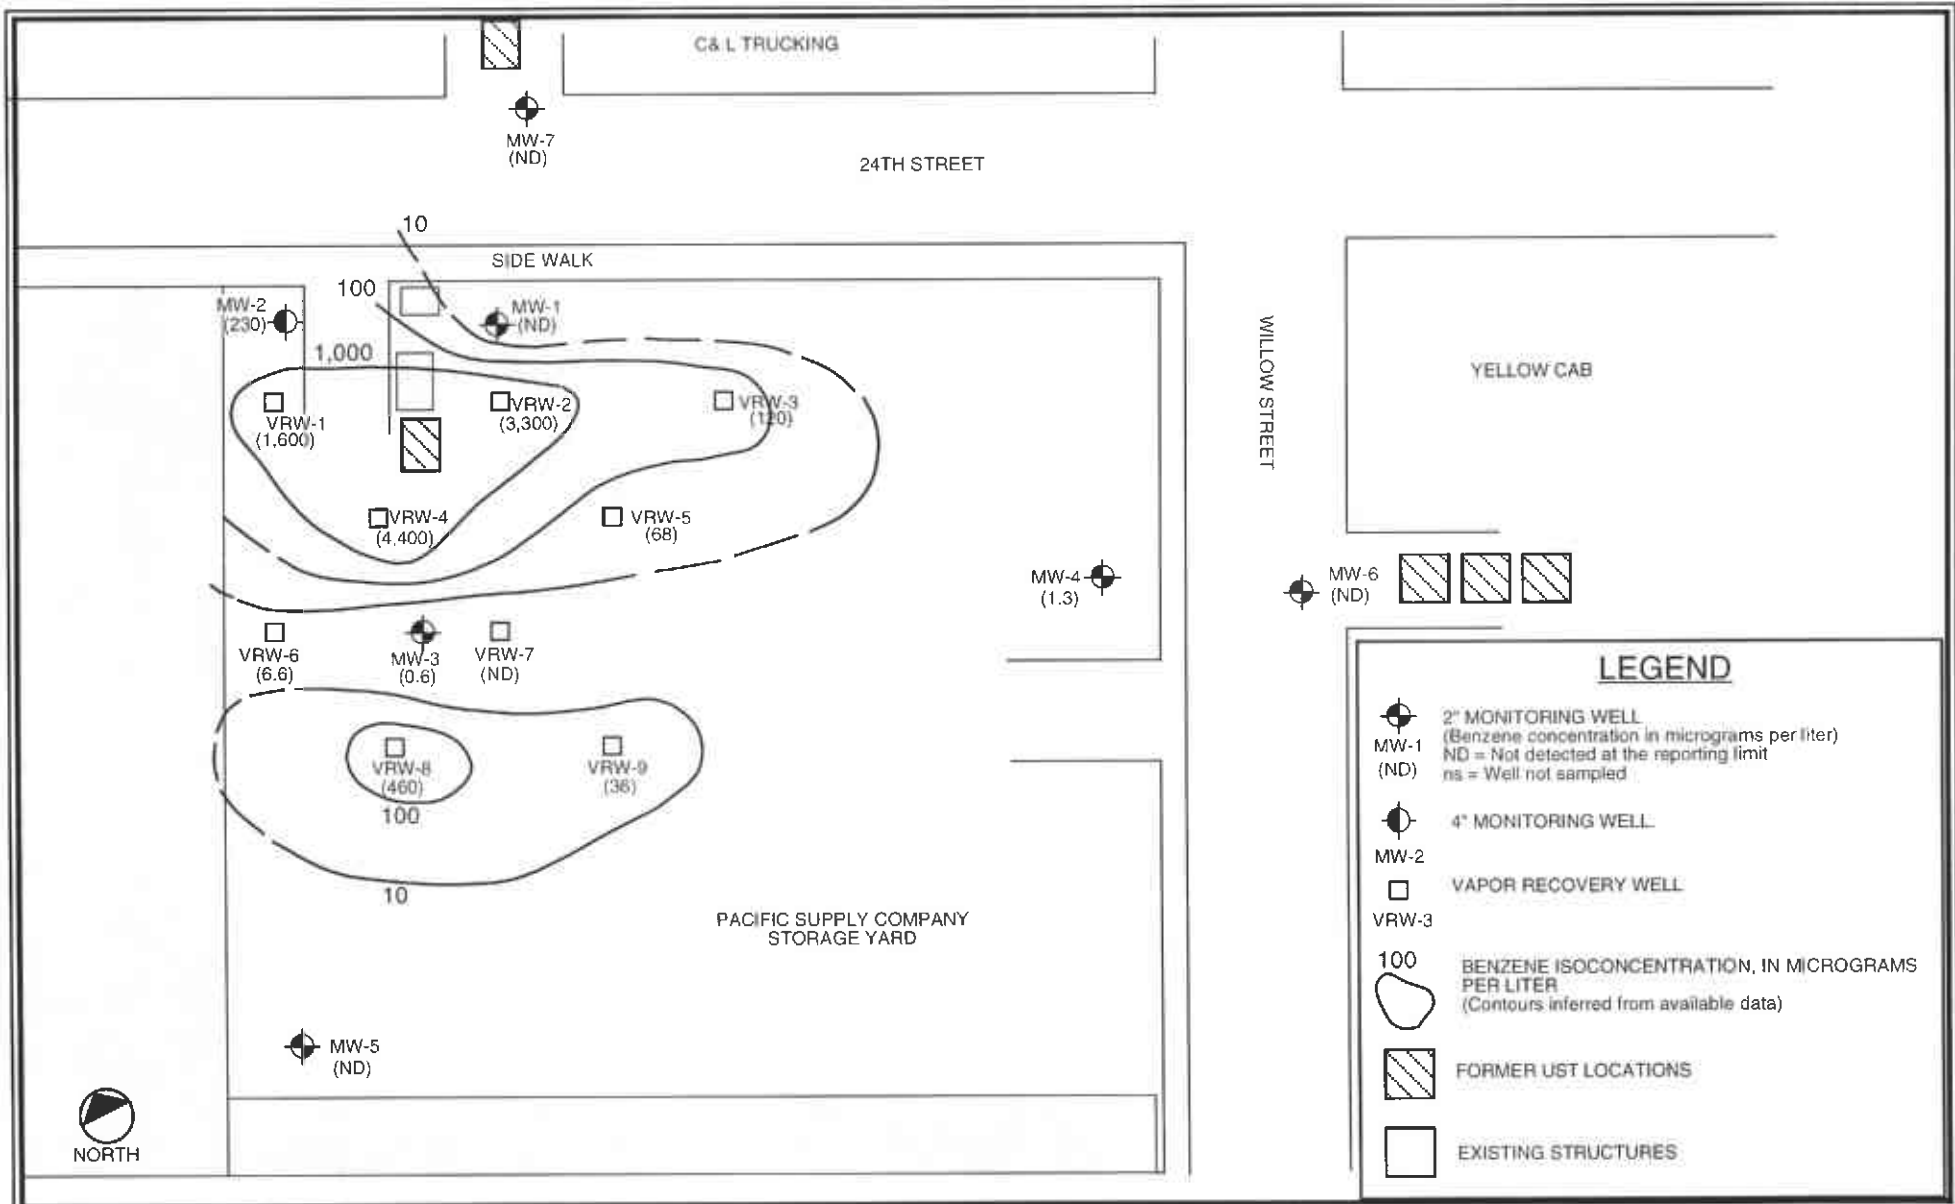 C& L TRUCKING
MW-7
(ND)
24TH STREET
10
SIDE WALK
100
MW-2
(230)
MW-1
(ND)
1,000
VRW-1
(1,600)
VRW-2
(3,300)
VRW-3
(120)
WILLOW STREET
YELLOW CAB
VRW-4
(4,400)
VRW-5
(68)
MW-4
(1.3)
MW-6
(ND)
VRW-6
(6.6)
MW-3
(0.6)
VRW-7
(ND)
VRW-8
(460)
100
VRW-9
(36)
10
PACIFIC SUPPLY COMPANY
STORAGE YARD
MW-5
(ND)
NORTH
LEGEND
MW-1
(ND)
2" MONITORING WELL
(Benzene concentration in micrograms per liter)
ND = Not detected at the reporting limit
ns = Well not sampled
4" MONITORING WELL
MW-2
VAPOR RECOVERY WELL
VRW-3
100
BENZENE ISOCONCENTRATION, IN MICROGRAMS
PER LITER
(Contours inferred from available data)
FORMER UST LOCATIONS
EXISTING STRUCTURES